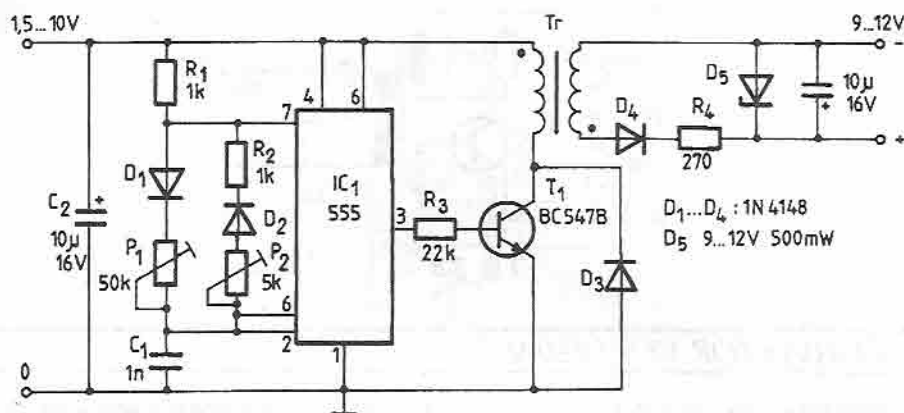 1,5...10V
Tr
9...12V
-
R1
1k
4
6
7
D5
10µ
16V
+
D4
R4
270
+
R2
1k
D1
IC1
555
C2
+
10µ
16V
D2
3
R3
22k
T1
BC547B
D1...D4 : 1N4148
D5 9...12V 500mW
P1
50k
P2
5k
D3
6
2
1
C1
1n
0